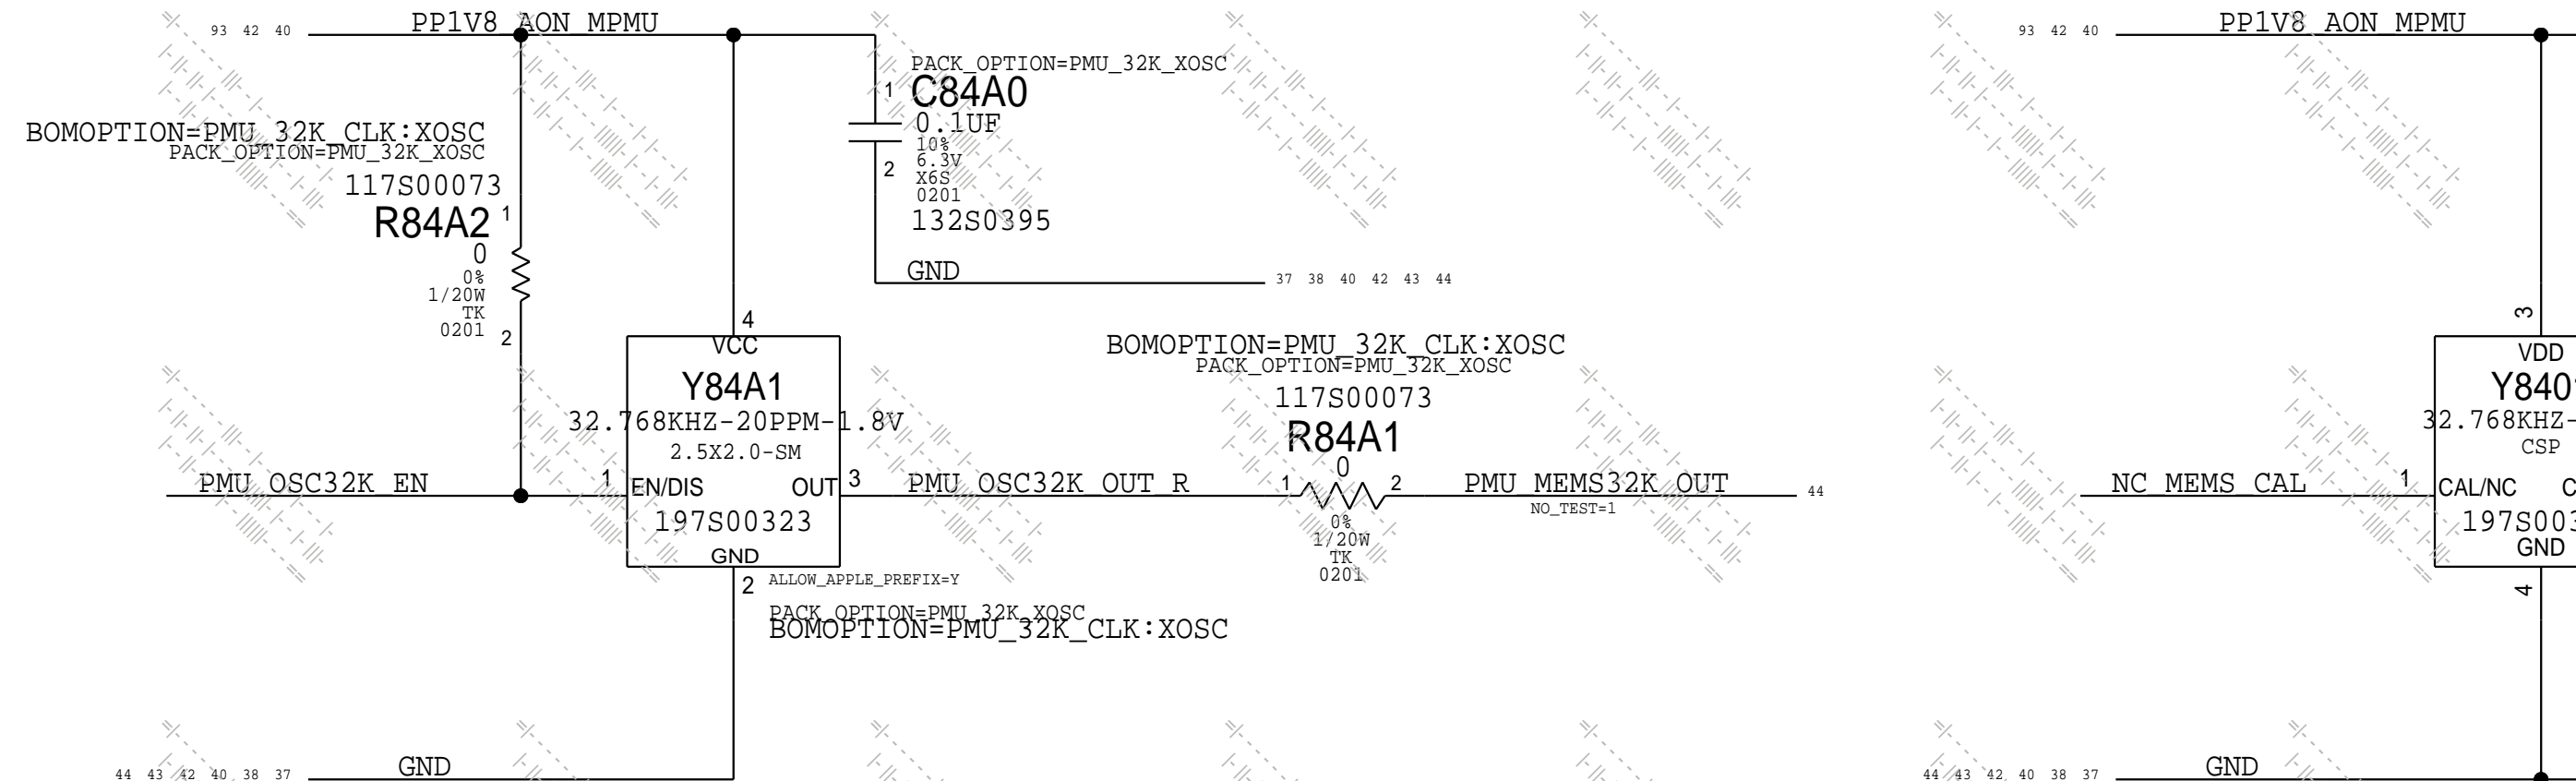 93 42 40 PP1V8_AON_MPMU
PACK_OPTION=PMU_32K_XOSC
1 C84A0
0.1UF
10%
6.3V
2 X6S
0201
132S0395
GND 37 38 40 42 43 44
BOMOPTION=PMU_32K_CLK:XOSC
PACK_OPTION=PMU_32K_XOSC
117S00073
R84A2 1
0
0%
1/20W
TK
0201 2
4
VCC
Y84A1
32.768KHZ-20PPM-1.8V
2.5X2.0-SM
PMU_OSC32K_EN 1 EN/DIS OUT 3 PMU_OSC32K_OUT_R
197S00323
GND
2 ALLOW_APPLE_PREFIX=Y
PACK_OPTION=PMU_32K_XOSC
BOMOPTION=PMU_32K_CLK:XOSC
BOMOPTION=PMU_32K_CLK:XOSC
PACK_OPTION=PMU_32K_XOSC
117S00073
R84A1
0
1 2 PMU_MEMS32K_OUT 44
NO_TEST=1
0%
1/20W
TK
0201
44 43 42 40 38 37 GND
93 42 40 PP1V8_AON_MPMU
3
VDD
Y840
32.768KHZ-
CSP
NC_MEMS_CAL 1 CAL/NC C
197S003
GND
4
44 43 42 40 38 37 GND